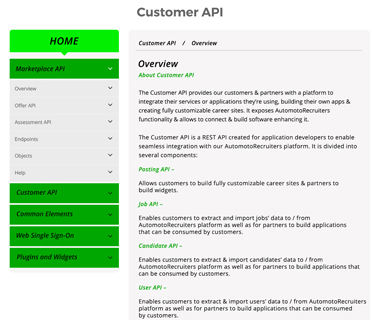 Customer API
HOME
Marketplace API
Overview
Offer API
Assessment API
Endpoints
Objects
Help
Customer API
Common Elements
Web Single Sign-On
Plugins and Widgets
Customer API / Overview
Overview
About Customer API
The Customer API provides our customers & partners with a platform to
integrate their services or applications they're using, building their own apps &
creating fully customizable career sites. It exposes AutomotoRecruiters
functionality & allows to connect & build software enhancing it.
The Customer API is a REST API created for application developers to enable
seamless integration with our AutomotoRecruiters platform. It is divided into
several components:
Posting API –
Allows customers to build fully customizable career sites & partners to
build widgets.
Job API –
Enables customers to extract and import jobs' data to / from
AutomotoRecruiters platform as well as for partners to build applications
that can be consumed by customers.
Candidate API –
Enables customers to extract & import candidates' data to / from
AutomotoRecruiters platform as well as for partners to build applications that
can be consumed by customers.
User API –
Enables customers to extract & import users' data to / from AutomotoRecruiters
platform as well as for partners to build applications that can be consumed
by customers.